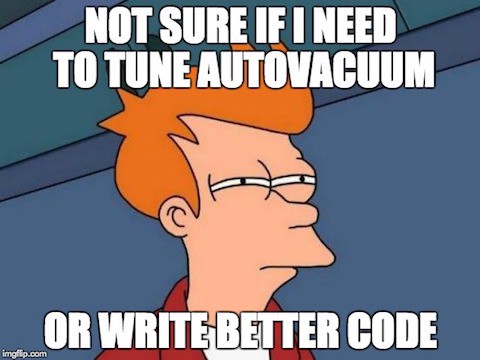 NOT SURE IF I NEED
TO TUNE AUTOVACUUM
OR WRITE BETTER CODE
imgflip.com